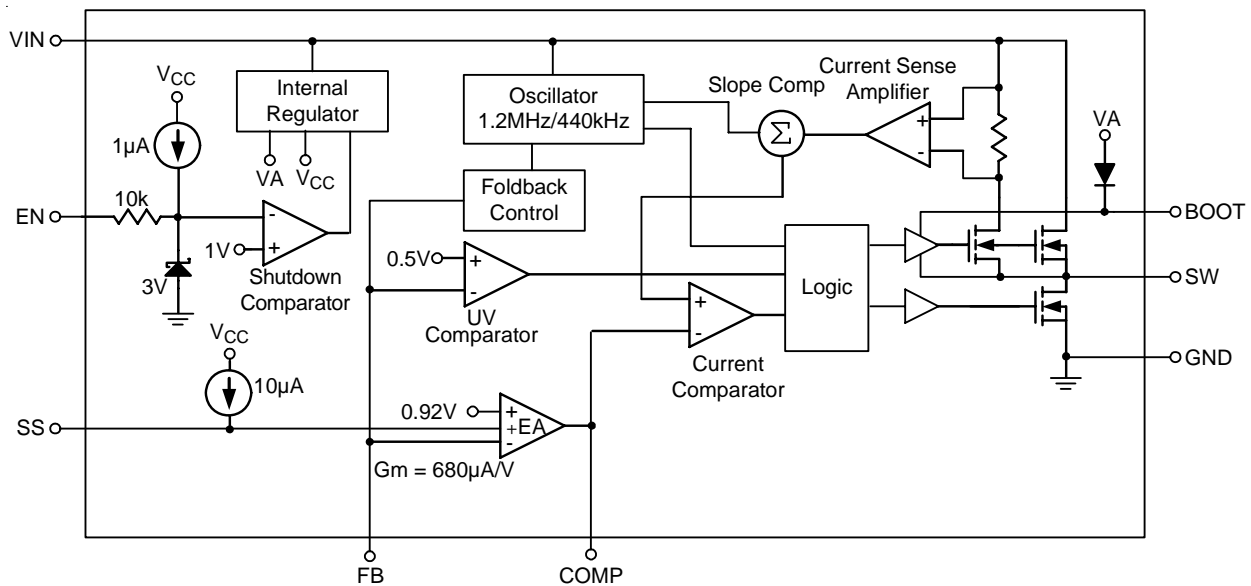 VIN
VCC
1µA
10k
EN
3V
Internal
Regulator
VA
VCC
1V
-
+
Shutdown
Comparator
Oscillator
1.2MHz/440kHz
Foldback
Control
Slope Comp
Σ
Current Sense
Amplifier
+
-
VA
BOOT
SW
GND
0.5V
+
-
UV
Comparator
Logic
+
-
Current
Comparator
VCC
10µA
SS
0.92V
+
+EA
-
Gm = 680µA/V
FB
COMP